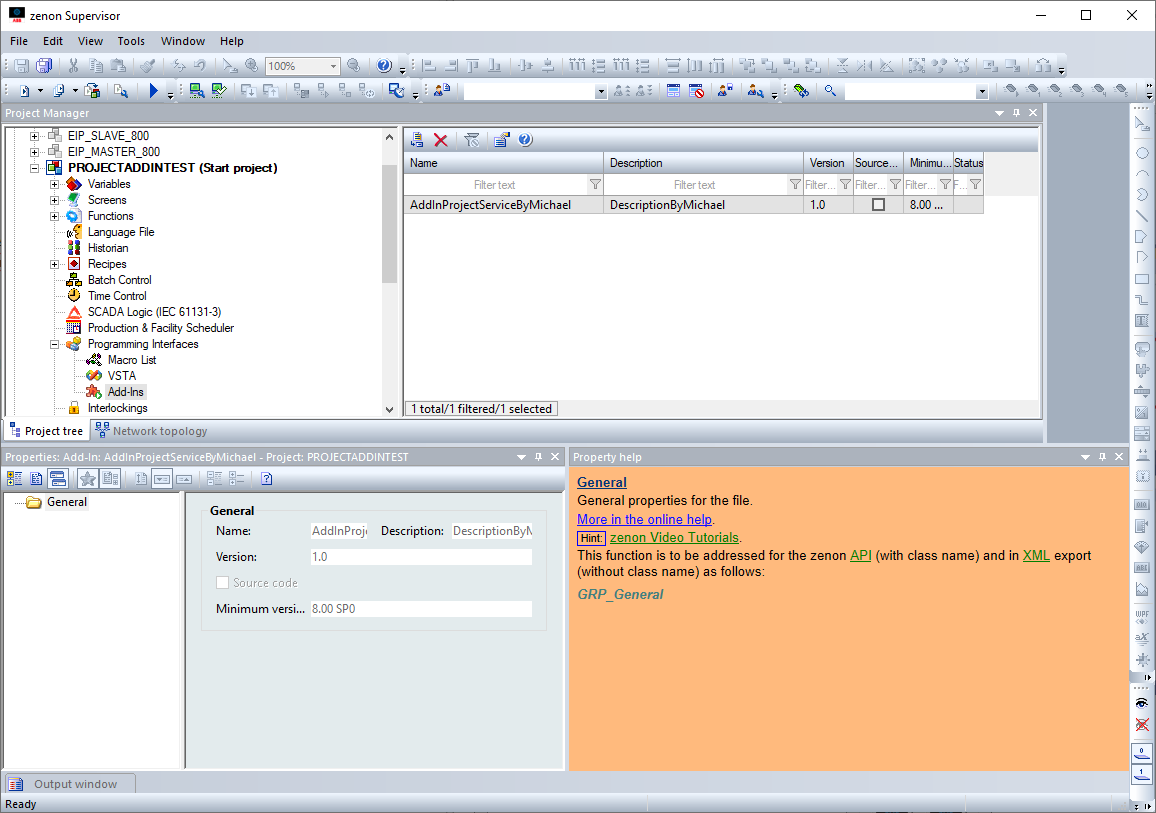 zenon Supervisor
File Edit View Tools Window Help
100%
Project Manager
EIP_SLAVE_800
EIP_MASTER_800
PROJECTADDINTEST (Start project)
Variables
Screens
Functions
Language File
Historian
Recipes
Batch Control
Time Control
SCADA Logic (IEC 61131-3)
Production & Facility Scheduler
Programming Interfaces
Macro List
VSTA
Add-Ins
Interlockings
Name Description Version Source... Minimu... Status
Filter text Filter text Filter... Filter... Filter... F...
AddInProjectServiceByMichael DescriptionByMichael 1.0 8.00 ...
1 total/1 filtered/1 selected
Project tree Network topology
Properties: Add-In: AddInProjectServiceByMichael - Project: PROJECTADDINTEST
General
General
Name: AddInProj Description: DescriptionByM
Version: 1.0
Source code
Minimum versi... 8.00 SP0
Property help
General
General properties for the file.
More in the online help.
Hint: zenon Video Tutorials.
This function is to be addressed for the zenon API (with class name) and in XML export
(without class name) as follows:
GRP_General
WPF
Output window
Ready